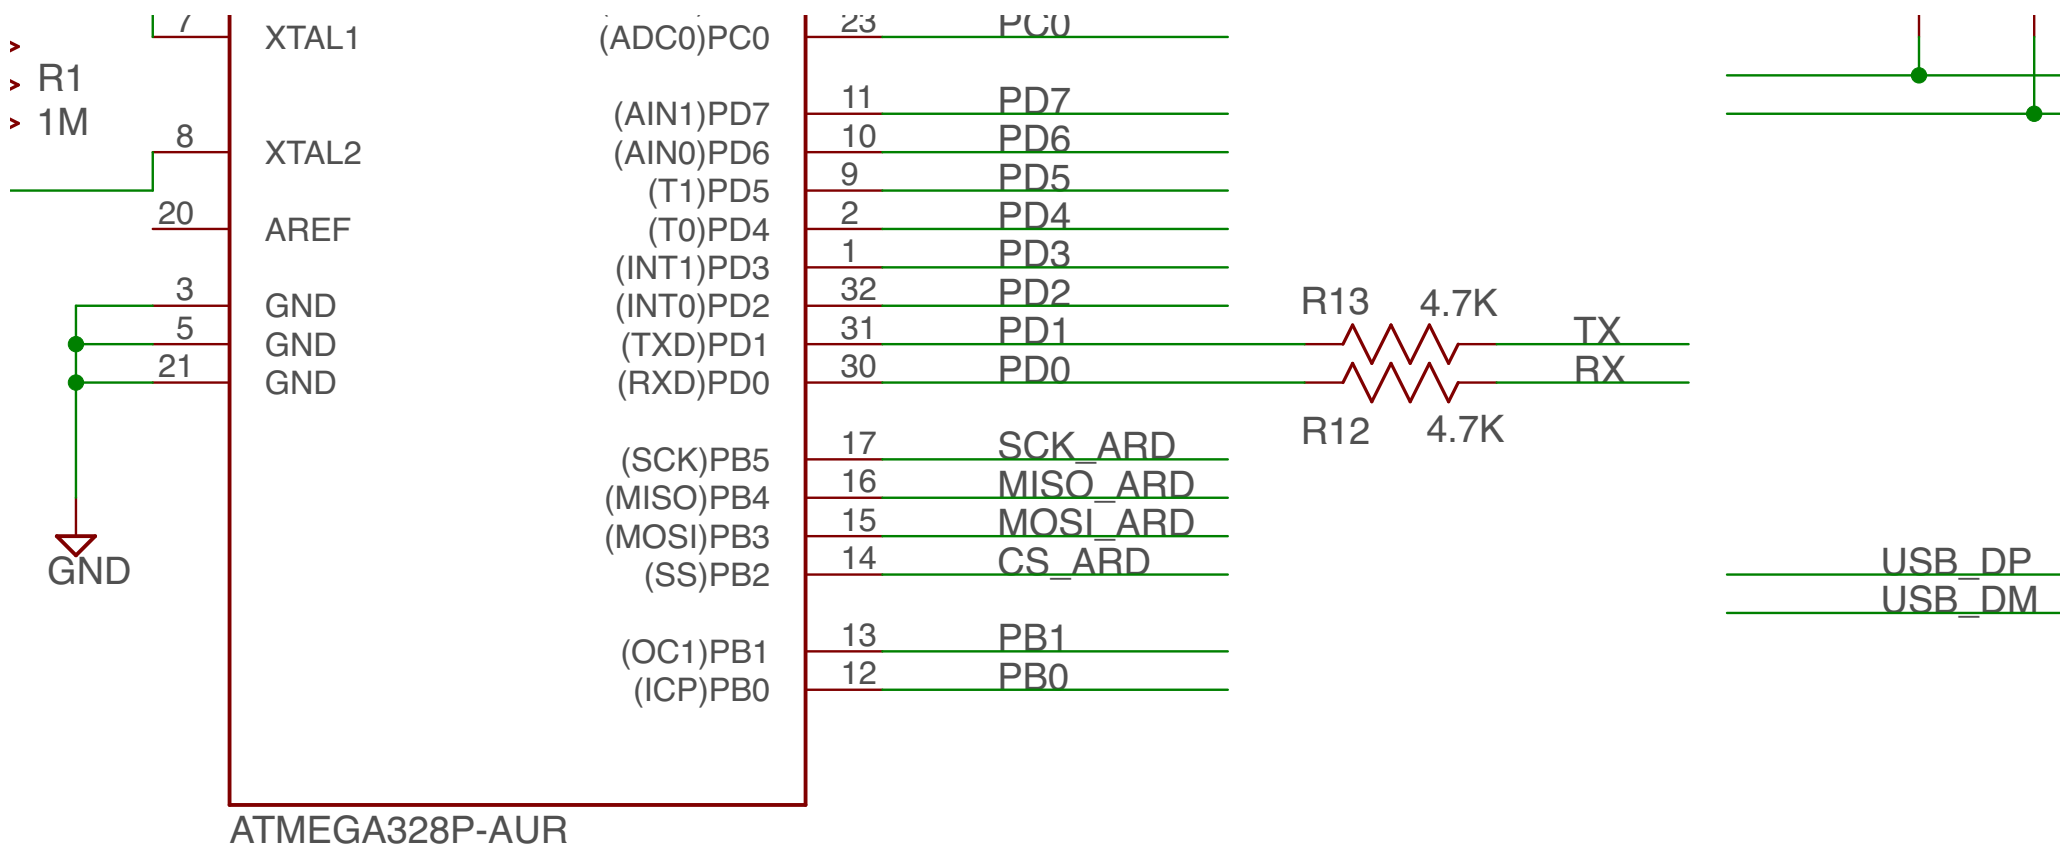 7
XTAL1
(ADC0)PC0
23
PC0
R1
1M
(AIN1)PD7
11
PD7
8
XTAL2
(AIN0)PD6
10
PD6
(T1)PD5
9
PD5
20
AREF
(T0)PD4
2
PD4
(INT1)PD3
1
PD3
3
GND
(INT0)PD2
32
PD2
R13
4.7K
5
GND
(TXD)PD1
31
PD1
TX
21
GND
(RXD)PD0
30
PD0
RX
R12
4.7K
(SCK)PB5
17
SCK_ARD
(MISO)PB4
16
MISO_ARD
(MOSI)PB3
15
MOSI_ARD
GND
(SS)PB2
14
CS_ARD
USB_DP
USB_DM
(OC1)PB1
13
PB1
(ICP)PB0
12
PB0
ATMEGA328P-AUR